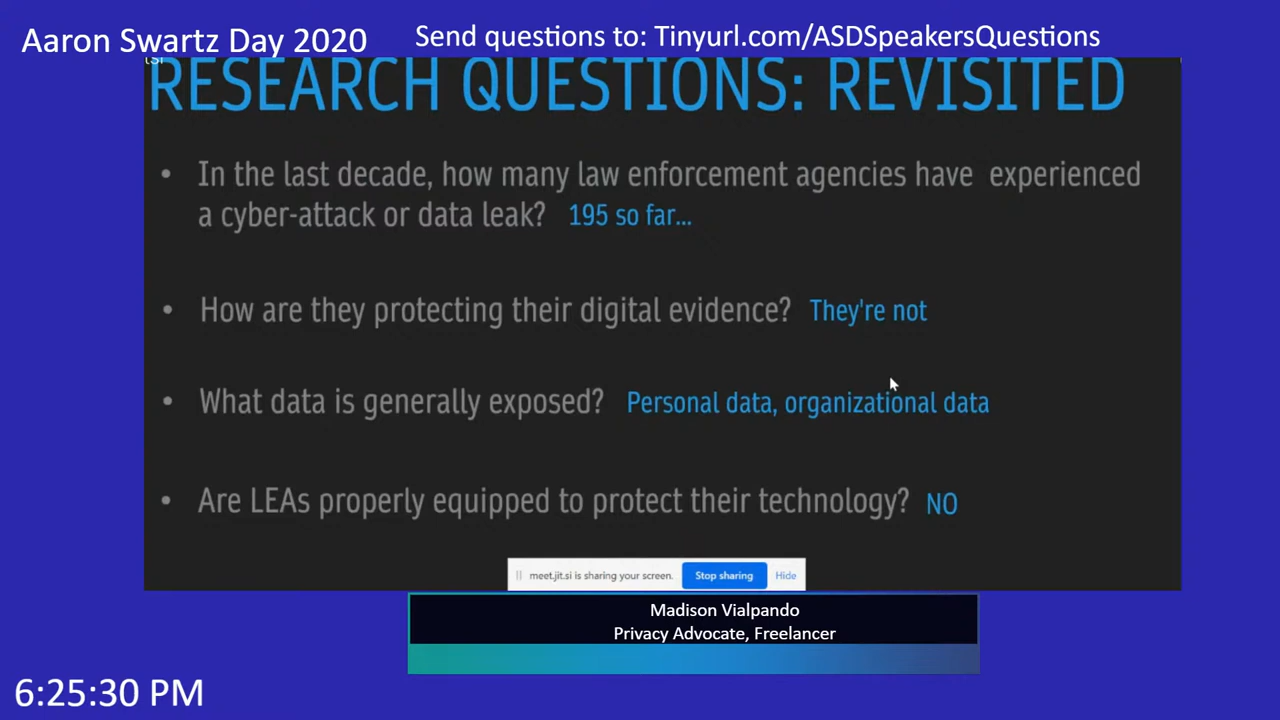 Aaron Swartz Day 2020
Send questions to: Tinyurl.com/ASDSpeakersQuestions
RESEARCH QUESTIONS: REVISITED
• In the last decade, how many law enforcement agencies have experienced
a cyber-attack or data leak? 195 so far...
• How are they protecting their digital evidence? They're not
• What data is generally exposed? Personal data, organizational data
• Are LEAs properly equipped to protect their technology? NO
meet.jit.si is sharing your screen. Stop sharing Hide
Madison Vialpando
Privacy Advocate, Freelancer
6:25:30 PM